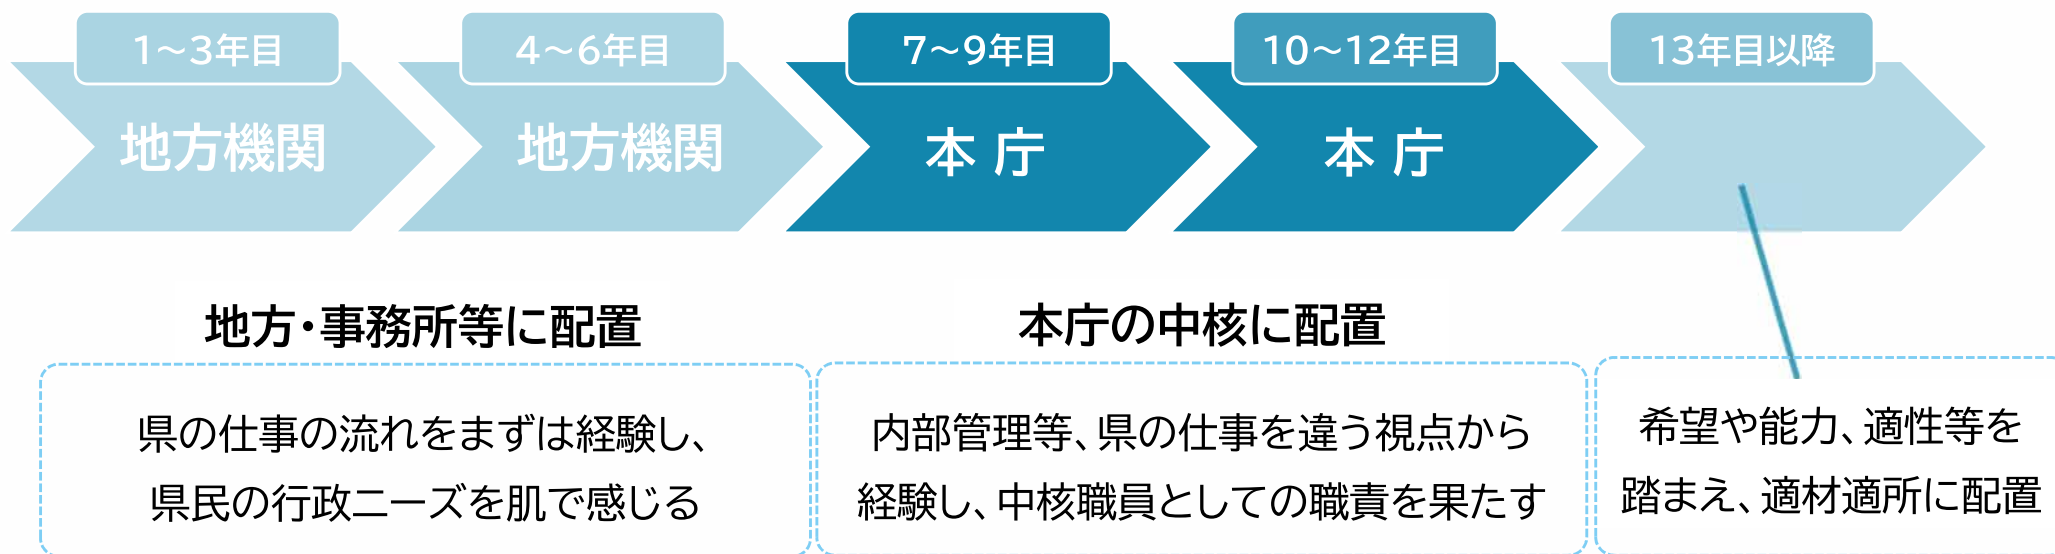 1～3年目
4～6年目
7～9年目
10～12年目
13年目以降
地方機関
地方機関
本 庁
本 庁
地方・事務所等に配置
県の仕事の流れをまずは経験し、
県民の行政ニーズを肌で感じる
本庁の中核に配置
内部管理等、県の仕事を違う視点から
経験し、中核職員としての職責を果たす
希望や能力、適性等を
踏まえ、適材適所に配置